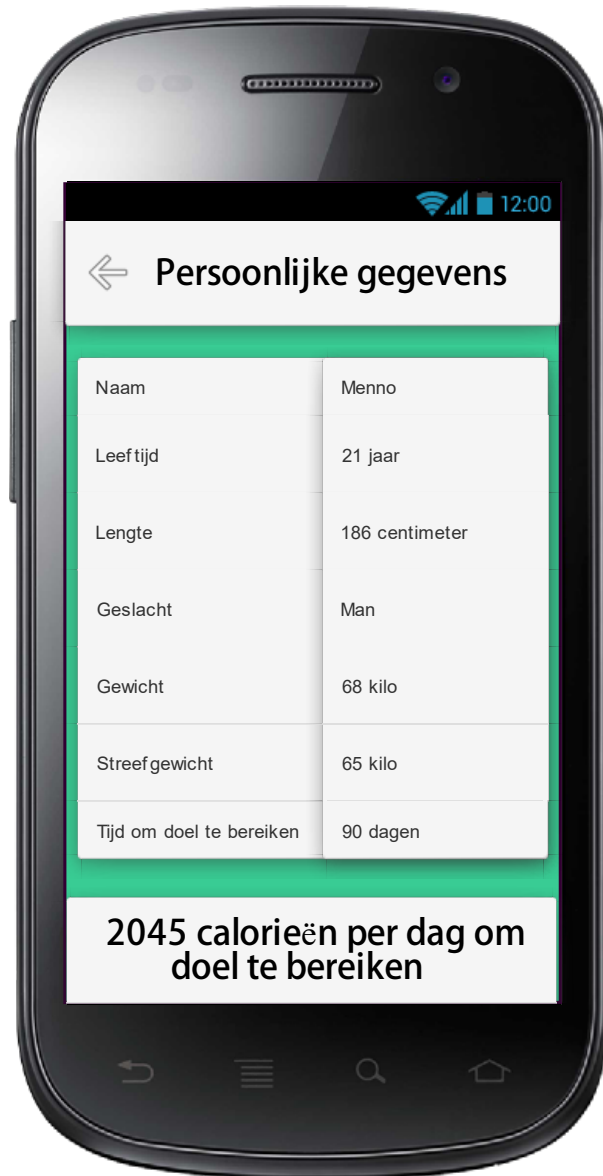 12:00
Persoonlijke gegevens
Naam Menno
Leeftijd 21 jaar
Lengte 186 centimeter
Geslacht Man
Gewicht 68 kilo
Streefgewicht 65 kilo
Tijd om doel te bereiken 90 dagen
2045 calorieën per dag om
doel te bereiken